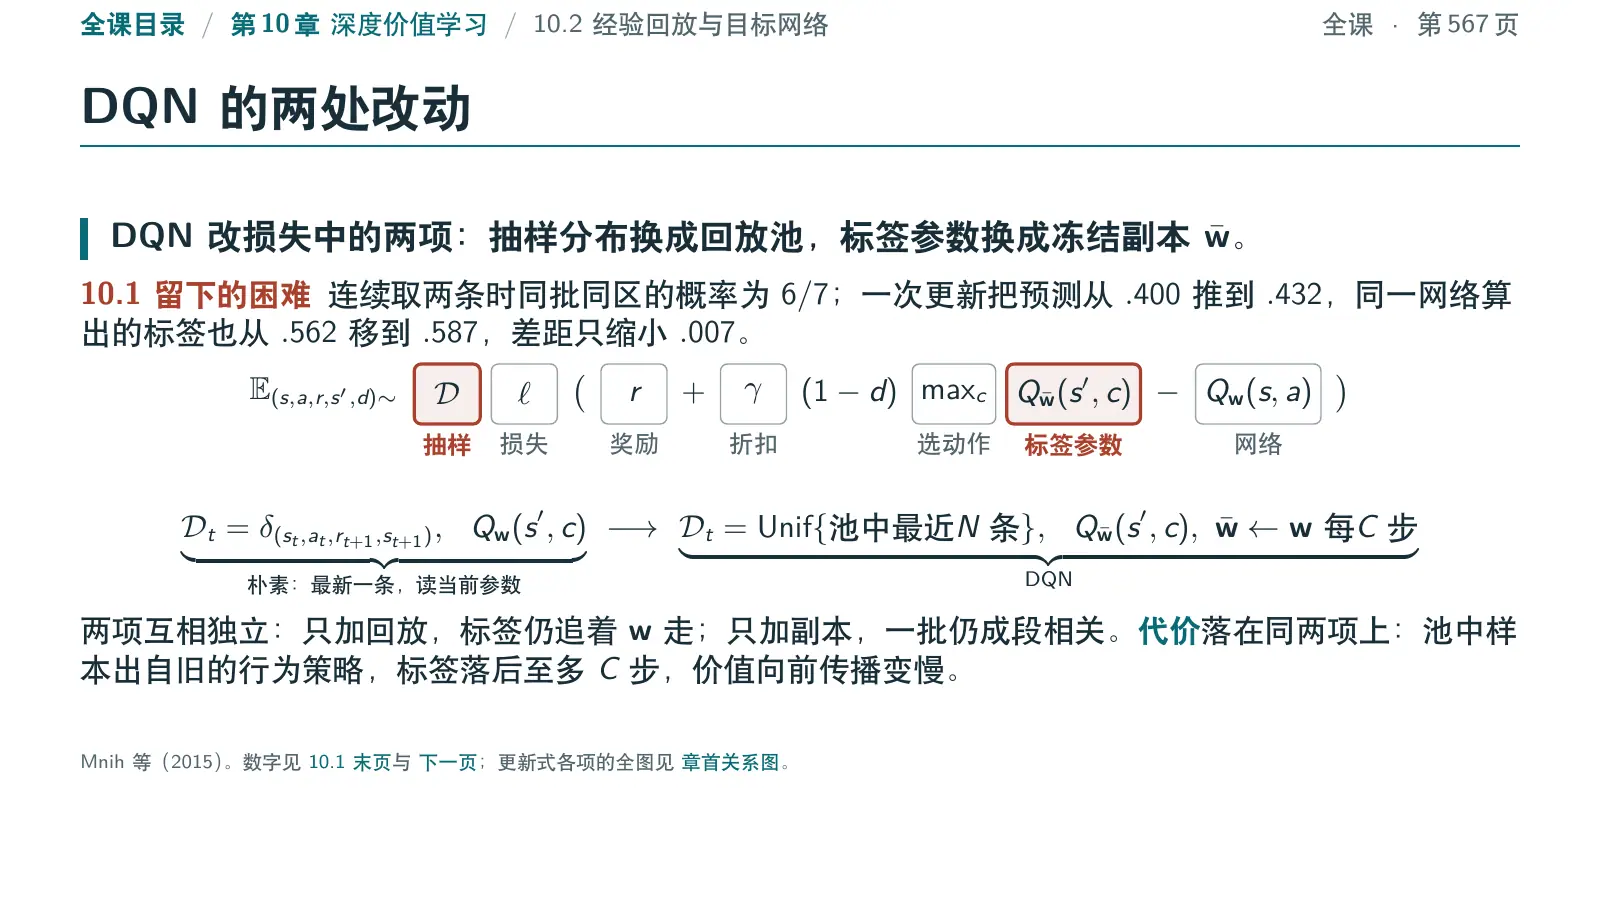 全课目录 / 第 10 章 深度价值学习 / 10.2 经验回放与目标网络
全课 · 第 567 页
DQN 的两处改动
DQN 改损失中的两项：抽样分布换成回放池，标签参数换成冻结副本 w̄。
10.1 留下的困难 连续取两条时同批同区的概率为 6/7；一次更新把预测从 .400 推到 .432，同一网络算
出的标签也从 .562 移到 .587，差距只缩小 .007。
𝔼(s,a,r,s′,d)∼ 𝒟 ℓ ( r + γ (1 − d) max_c Q_w̄(s′, c) − Q_w(s, a) )
抽样 损失 奖励 折扣 选动作 标签参数 网络
𝒟_t = δ(s_t,a_t,r_{t+1},s_{t+1}), Q_w(s′, c) ⟶ 𝒟_t = Unif{池中最近N 条}, Q_w̄(s′, c), w̄ ← w 每C 步
朴素：最新一条，读当前参数
DQN
两项互相独立：只加回放，标签仍追着 w 走；只加副本，一批仍成段相关。代价落在同两项上：池中样
本出自旧的行为策略，标签落后至多 C 步，价值向前传播变慢。
Mnih 等 (2015)。数字见 10.1 末页与 下一页；更新式各项的全图见 章首关系图。